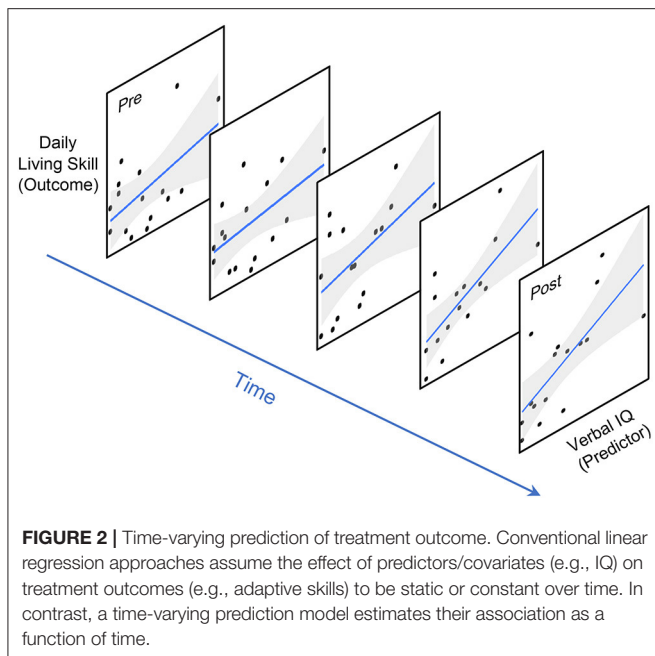 Pre
Daily
Living Skill
(Outcome)
Post
Time
Verbal IQ
(Predictor)
FIGURE 2 | Time-varying prediction of treatment outcome. Conventional linear
regression approaches assume the effect of predictors/covariates (e.g., IQ) on
treatment outcomes (e.g., adaptive skills) to be static or constant over time. In
contrast, a time-varying prediction model estimates their association as a
function of time.